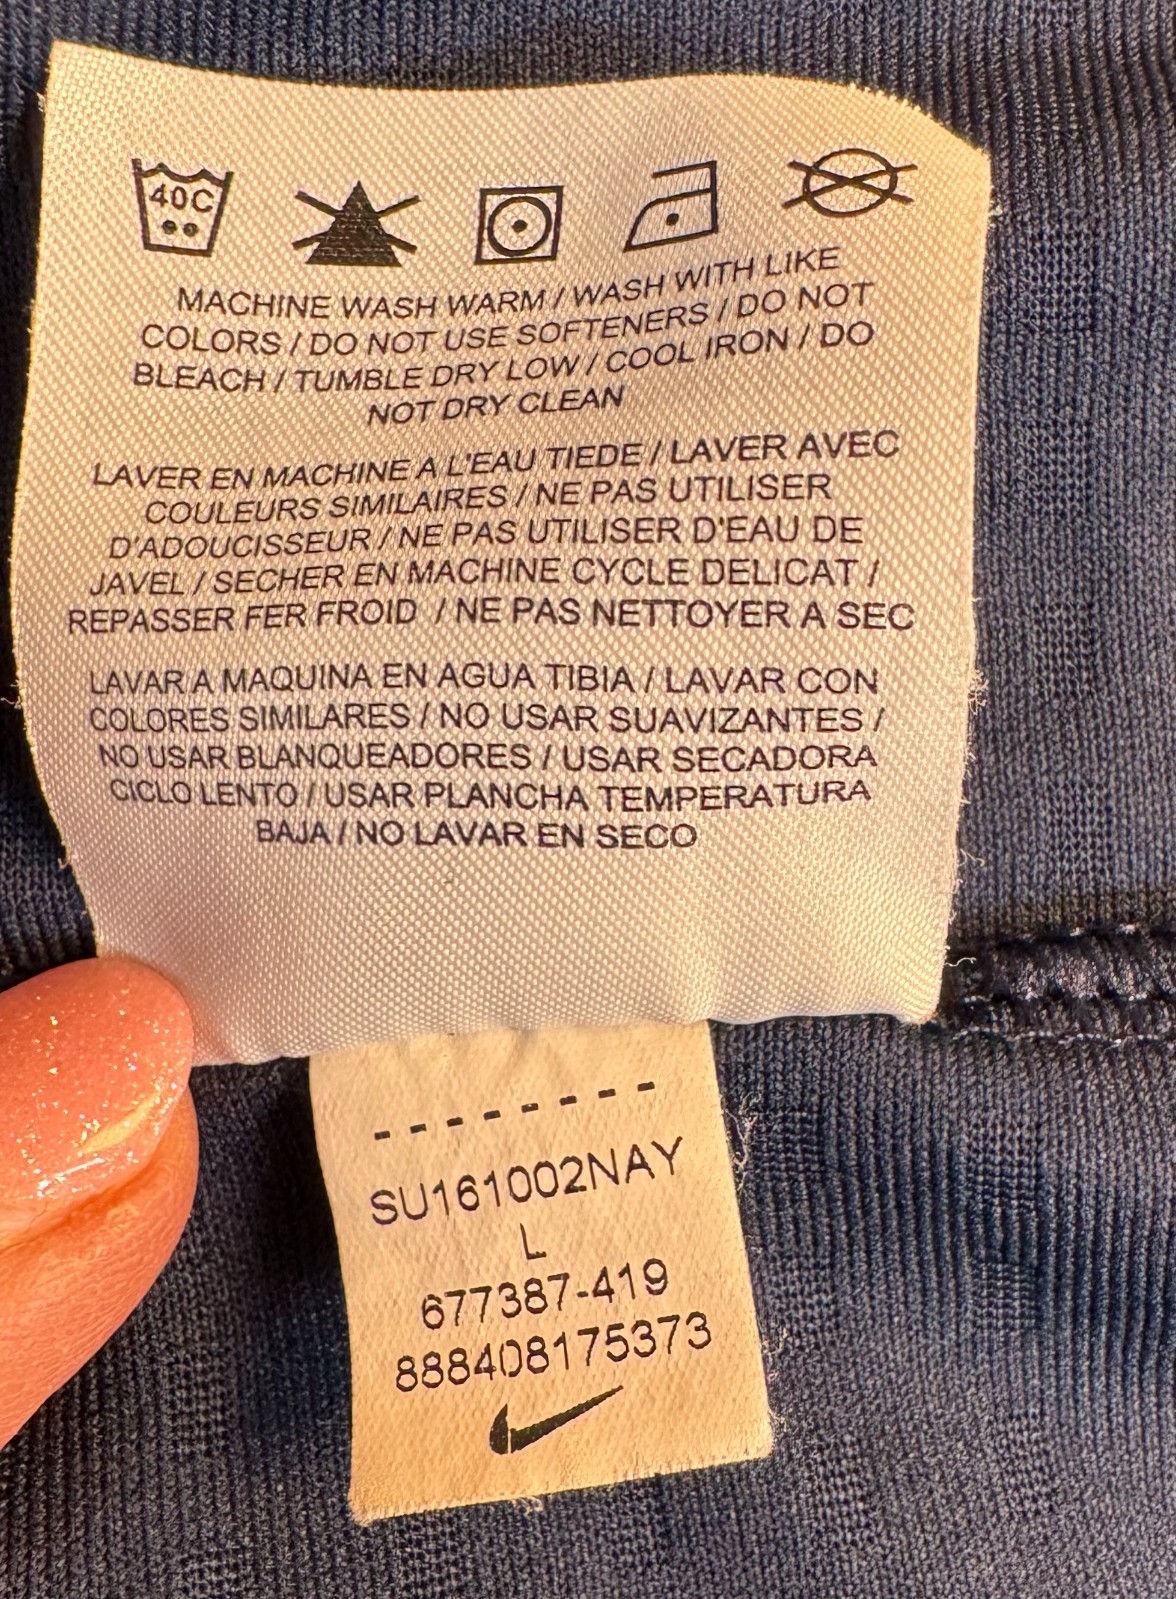 40C
MACHINE WASH WARM / WASH WITH LIKE
COLORS / DO NOT USE SOFTENERS / DO NOT
BLEACH / TUMBLE DRY LOW / COOL IRON / DO
NOT DRY CLEAN
LAVER EN MACHINE A L'EAU TIEDE / LAVER AVEC
COULEURS SIMILAIRES / NE PAS UTILISER
D'ADOUCISSEUR / NE PAS UTILISER D'EAU DE
JAVEL / SECHER EN MACHINE CYCLE DELICAT /
REPASSER FER FROID / NE PAS NETTOYER A SEC
LAVAR A MAQUINA EN AGUA TIBIA / LAVAR CON
COLORES SIMILARES / NO USAR SUAVIZANTES /
NO USAR BLANQUEADORES / USAR SECADORA
CICLO LENTO / USAR PLANCHA TEMPERATURA
BAJA / NO LAVAR EN SECO
-------
SU161002NAY
L
677387-419
888408175373